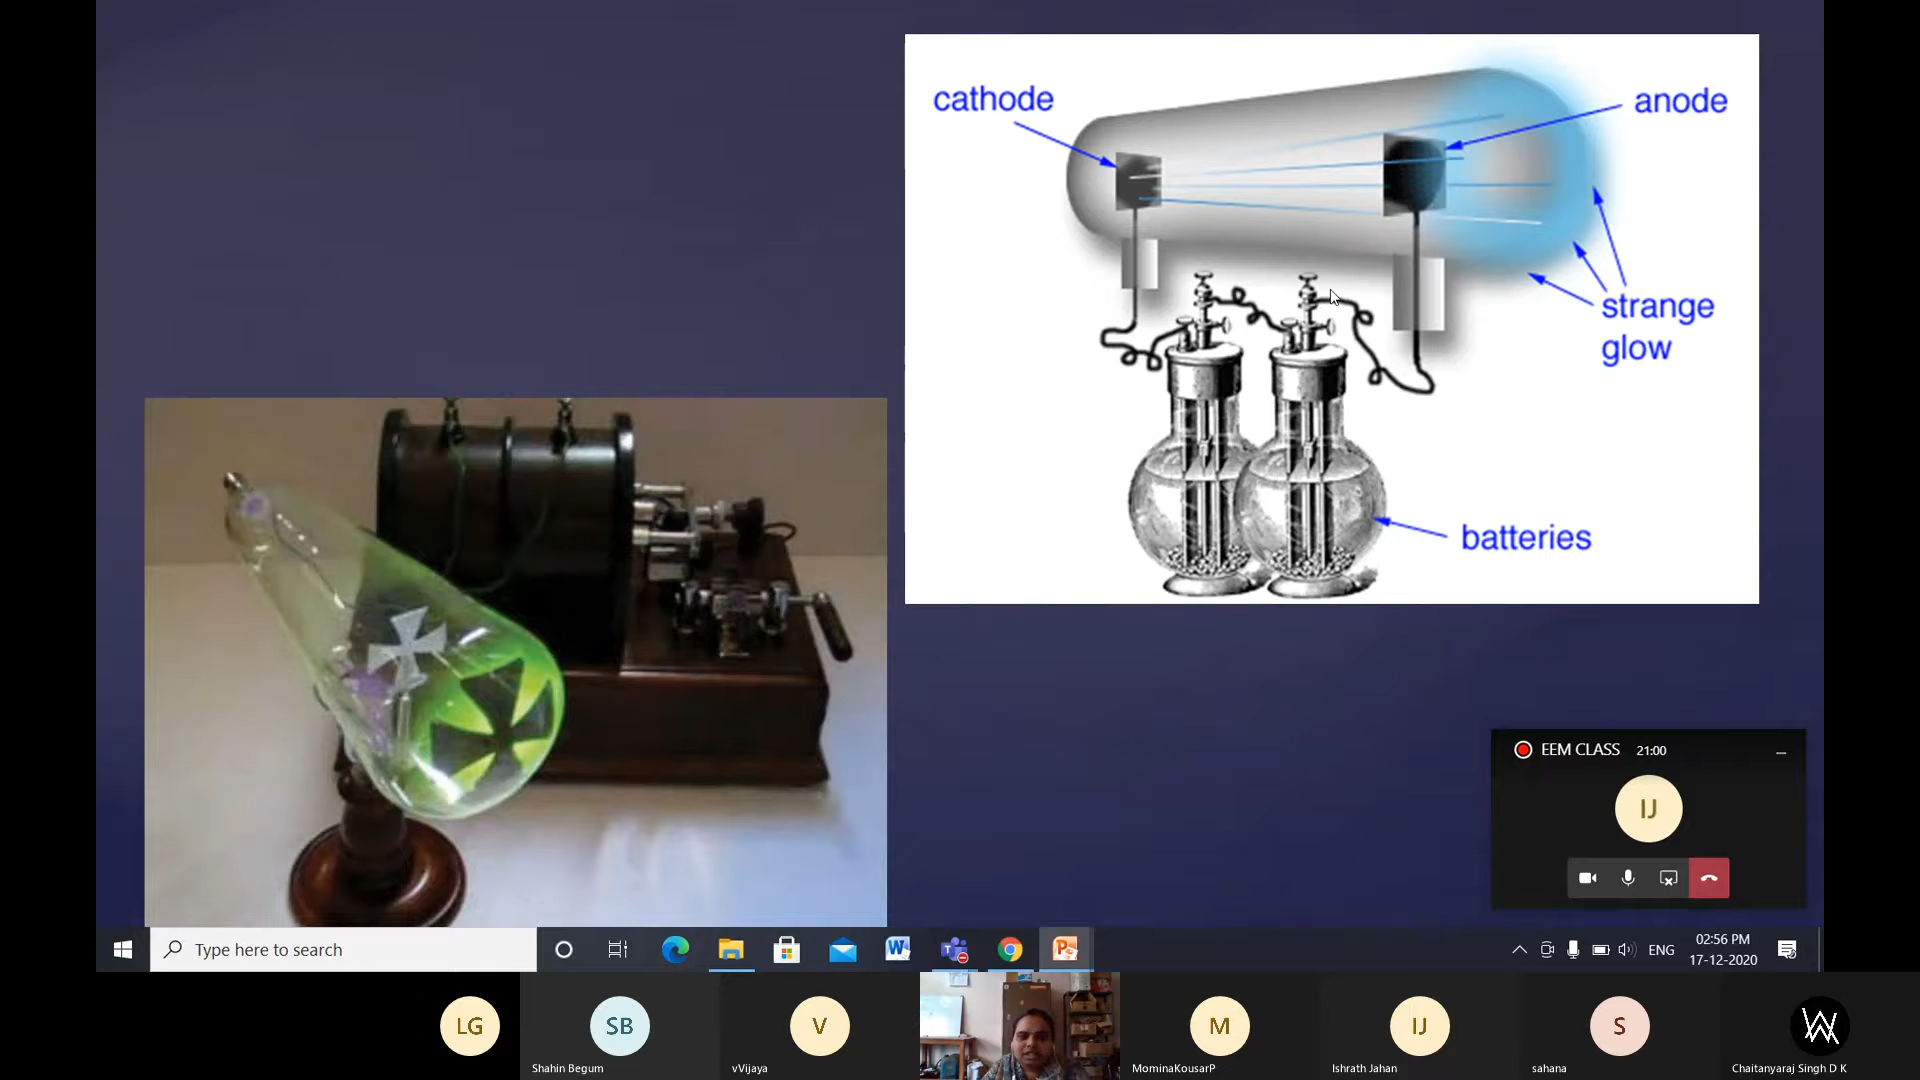 cathode
anode
strange
glow
batteries
EEM CLASS 21:00
IJ
Type here to search
ENG
02:56 PM
17-12-2020
LG
SB
V
M
IJ
S
Shahin Begum
vVijaya
MominaKousarP
Ishrath Jahan
sahana
Chaitanyaraj Singh D K